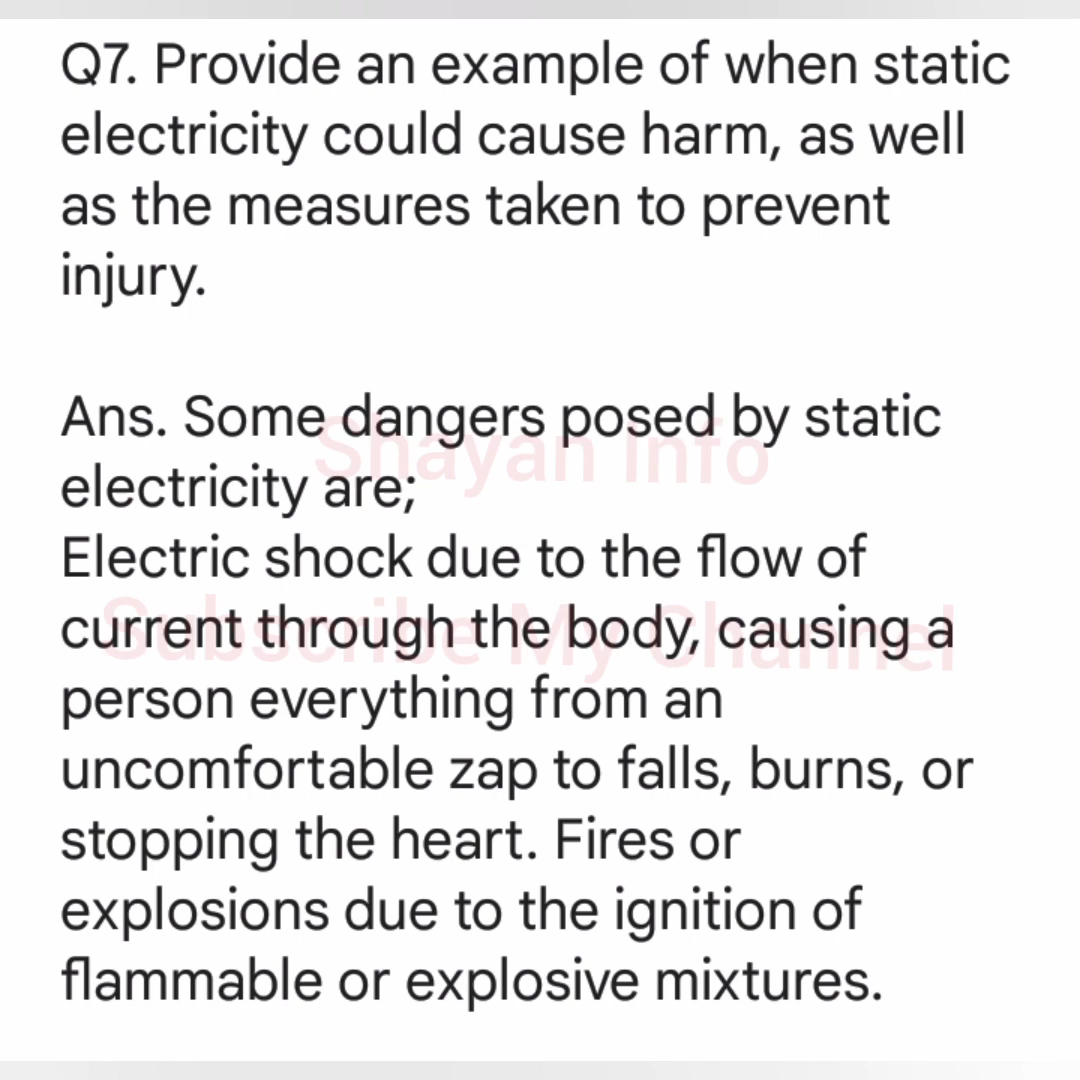 Q7. Provide an example of when static
electricity could cause harm, as well
as the measures taken to prevent
injury.
Ans. Some dangers posed by static
Shayan Info
electricity are;
Electric shock due to the flow of
current through the body, causing a
Subscribe My Channel
person everything from an
uncomfortable zap to falls, burns, or
stopping the heart. Fires or
explosions due to the ignition of
flammable or explosive mixtures.